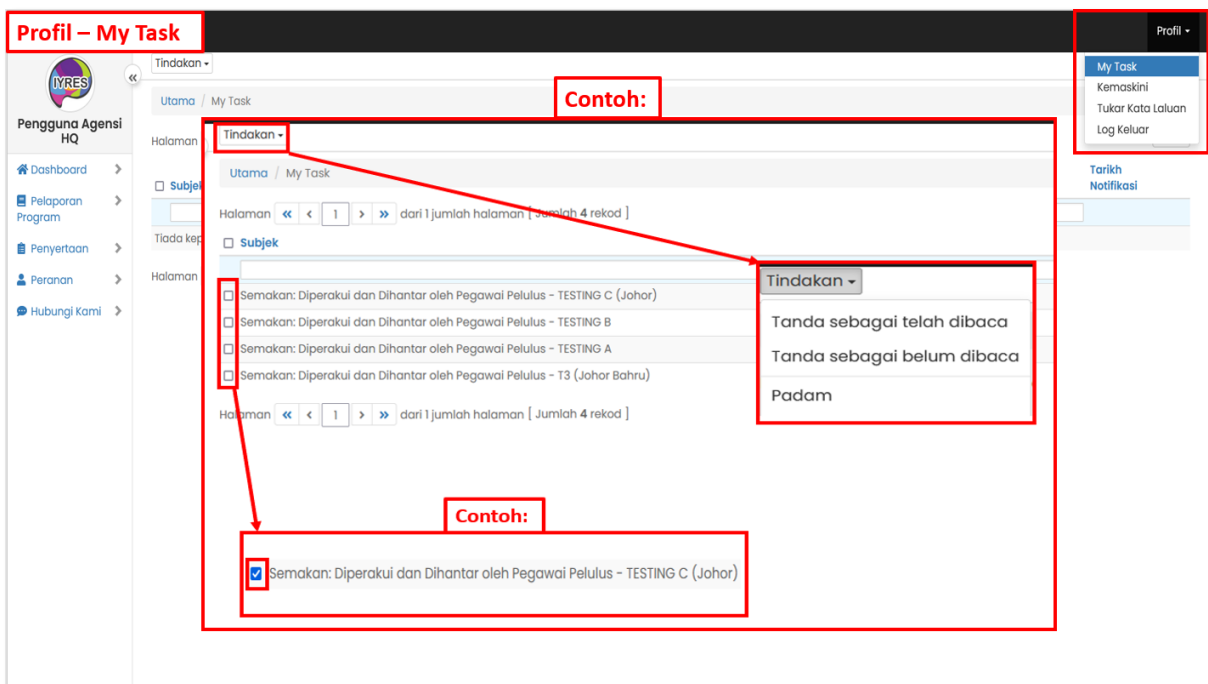 Profil – My Task
Profil
My Task
Kemaskini
Tukar Kata Laluan
Log Keluar
IYRES
Pengguna Agensi
HQ
Dashboard
Pelaporan
Program
Penyertaan
Peranan
Hubungi Kami
Tindakan
Utama / My Task
Halaman
Subjek
Tarikh
Notifikasi
Tiada kep
Halaman
Contoh:
Tindakan
Utama / My Task
Halaman « < 1 > » dari 1 jumlah halaman [ Jumlah 4 rekod ]
Subjek
Semakan: Diperakui dan Dihantar oleh Pegawai Pelulus - TESTING C (Johor)
Semakan: Diperakui dan Dihantar oleh Pegawai Pelulus - TESTING B
Semakan: Diperakui dan Dihantar oleh Pegawai Pelulus - TESTING A
Semakan: Diperakui dan Dihantar oleh Pegawai Pelulus - T3 (Johor Bahru)
Halaman « < 1 > » dari 1 jumlah halaman [ Jumlah 4 rekod ]
Tindakan
Tanda sebagai telah dibaca
Tanda sebagai belum dibaca
Padam
Contoh:
Semakan: Diperakui dan Dihantar oleh Pegawai Pelulus - TESTING C (Johor)